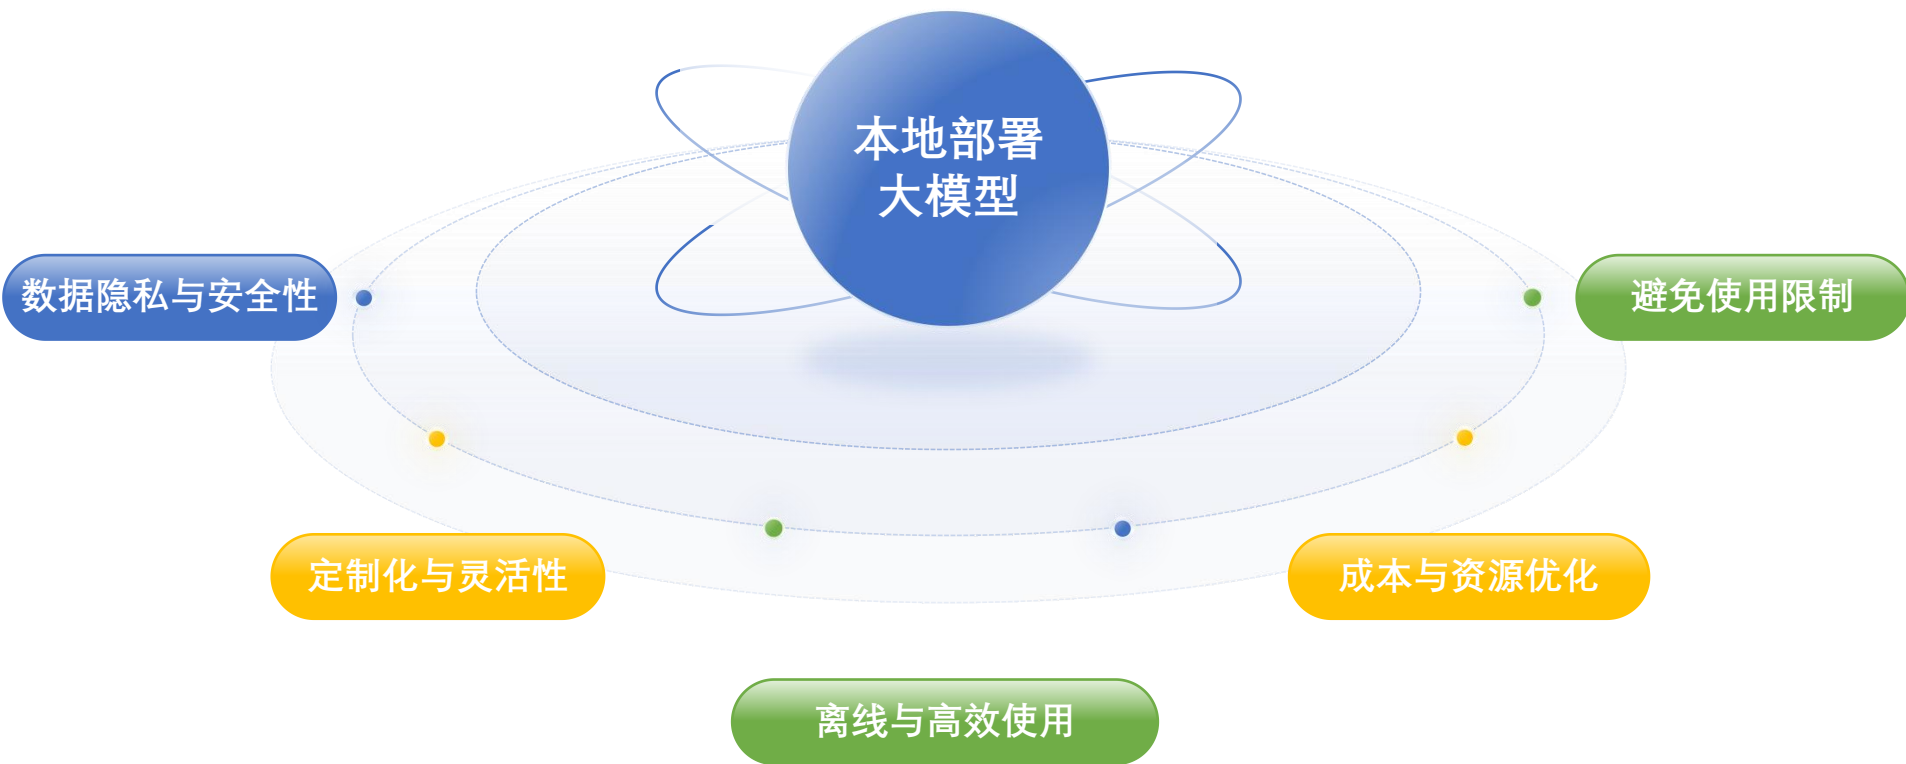 本地部署
大模型
数据隐私与安全性
避免使用限制
定制化与灵活性
成本与资源优化
离线与高效使用